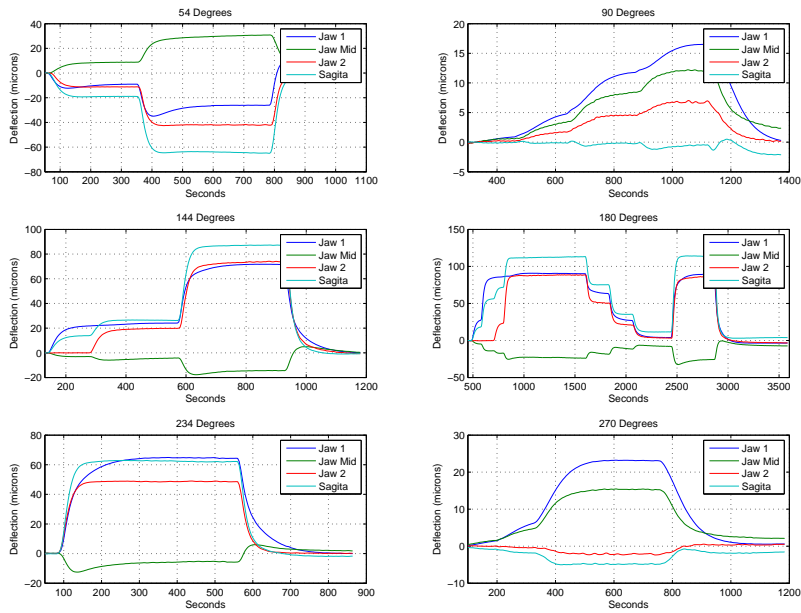 54 Degrees
Deflection (microns)
40
20
0
−20
−40
−60
−80
100 200 300 400 500 600 700 800 900 1000 1100
Seconds
Jaw 1
Jaw Mid
Jaw 2
Sagita
90 Degrees
Deflection (microns)
20
15
10
5
0
−5
400 600 800 1000 1200 1400
Seconds
Jaw 1
Jaw Mid
Jaw 2
Sagita
144 Degrees
Deflection (microns)
100
80
60
40
20
0
−20
200 400 600 800 1000 1200
Seconds
Jaw 1
Jaw Mid
Jaw 2
Sagita
180 Degrees
Deflection (microns)
150
100
50
0
−50
500 1000 1500 2000 2500 3000 3500
Seconds
Jaw 1
Jaw Mid
Jaw 2
Sagita
234 Degrees
Deflection (microns)
80
60
40
20
0
−20
100 200 300 400 500 600 700 800 900
Seconds
Jaw 1
Jaw Mid
Jaw 2
Sagita
270 Degrees
Deflection (microns)
30
20
10
0
−10
200 400 600 800 1000 1200
Seconds
Jaw 1
Jaw Mid
Jaw 2
Sagita